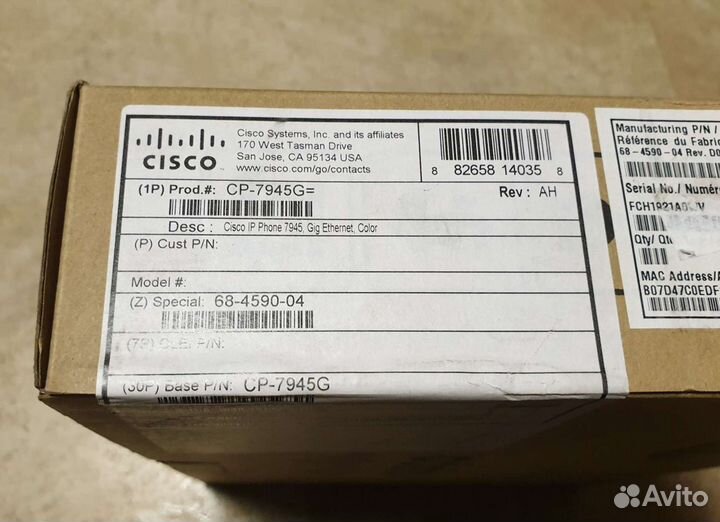 CISCO
Cisco Systems, Inc. and its affiliates
170 West Tasman Drive
San Jose, CA 95134 USA
www.cisco.com/go/contacts
8 82658 14035 8
(1P) Prod.#: CP-7945G=
Rev : AH
Desc : Cisco IP Phone 7945, Gig Ethernet, Color
(P) Cust P/N:
Model #:
(Z) Special: 68-4590-04
P/N:
(30P) Base P/N: CP-7945G
Manufacturing P/N /
Référence du Fabri
68-4590-04 Rev. D0
Serial No./ Numéro
Qty/
MAC Address/A
B07D47C0EDF
Avito